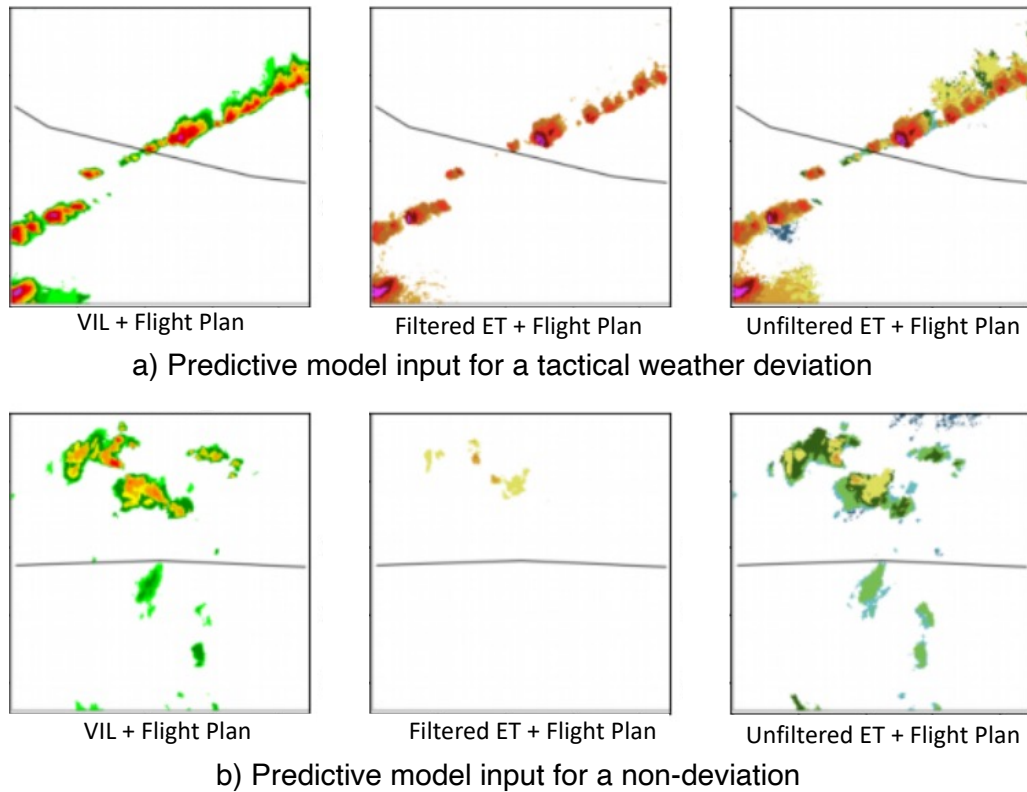 VIL + Flight Plan
Filtered ET + Flight Plan
Unfiltered ET + Flight Plan
a) Predictive model input for a tactical weather deviation
VIL + Flight Plan
Filtered ET + Flight Plan
Unfiltered ET + Flight Plan
b) Predictive model input for a non-deviation